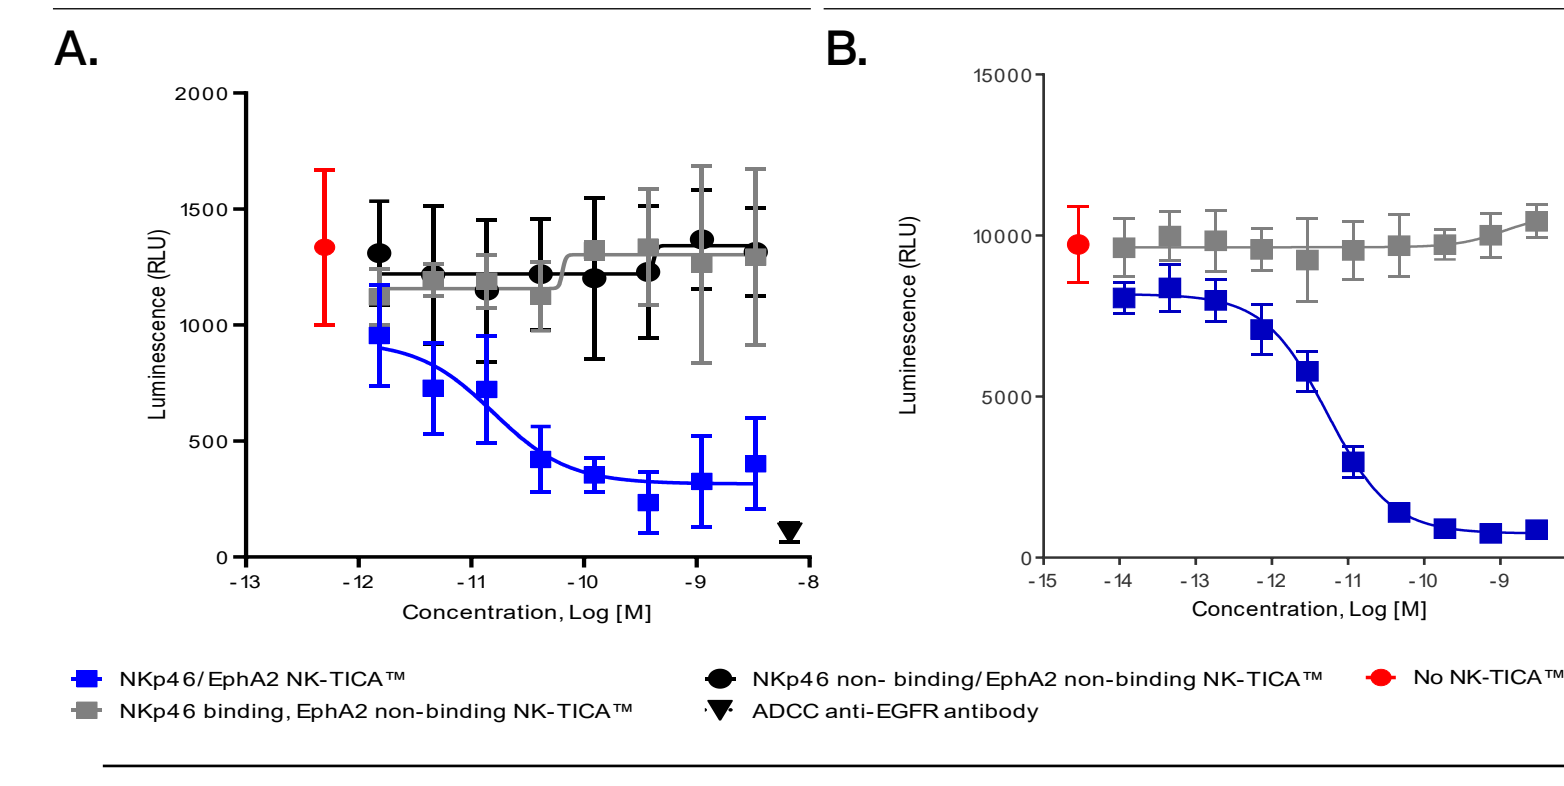 A.
B.
2000
1500
1000
500
0
-13 -12 -11 -10 -9 -8
Luminescence (RLU)
Concentration, Log [M]
15000
10000
5000
0
-15 -14 -13 -12 -11 -10 -9
Luminescence (RLU)
Concentration, Log [M]
NKp46/EphA2 NK-TICA™
NKp46 non- binding/EphA2 non-binding NK-TICA™
No NK-TICA™
NKp46 binding, EphA2 non-binding NK-TICA™
ADCC anti-EGFR antibody